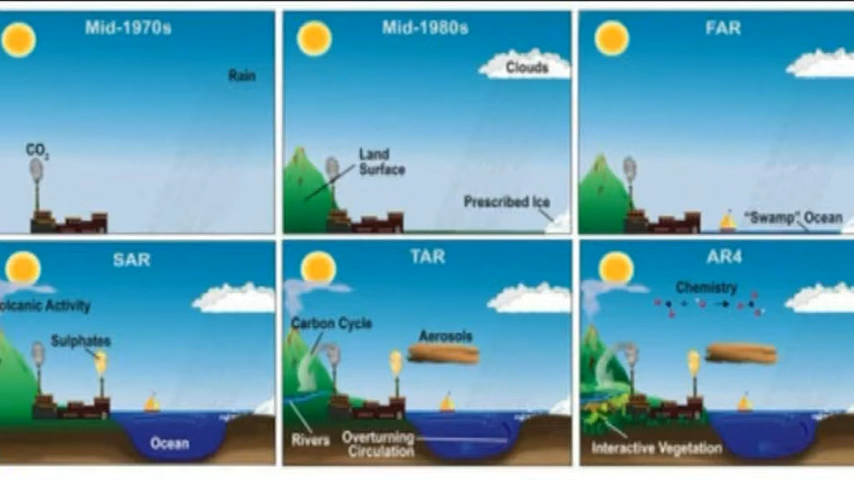 Mid-1970s
Rain
CO₂
Mid-1980s
Clouds
Land
Surface
Prescribed Ice
FAR
"Swamp" Ocean
SAR
olcanic Activity
Sulphates
Ocean
TAR
Carbon Cycle
Aerosols
Rivers
Overturning
Circulation
AR4
Chemistry
Interactive Vegetation